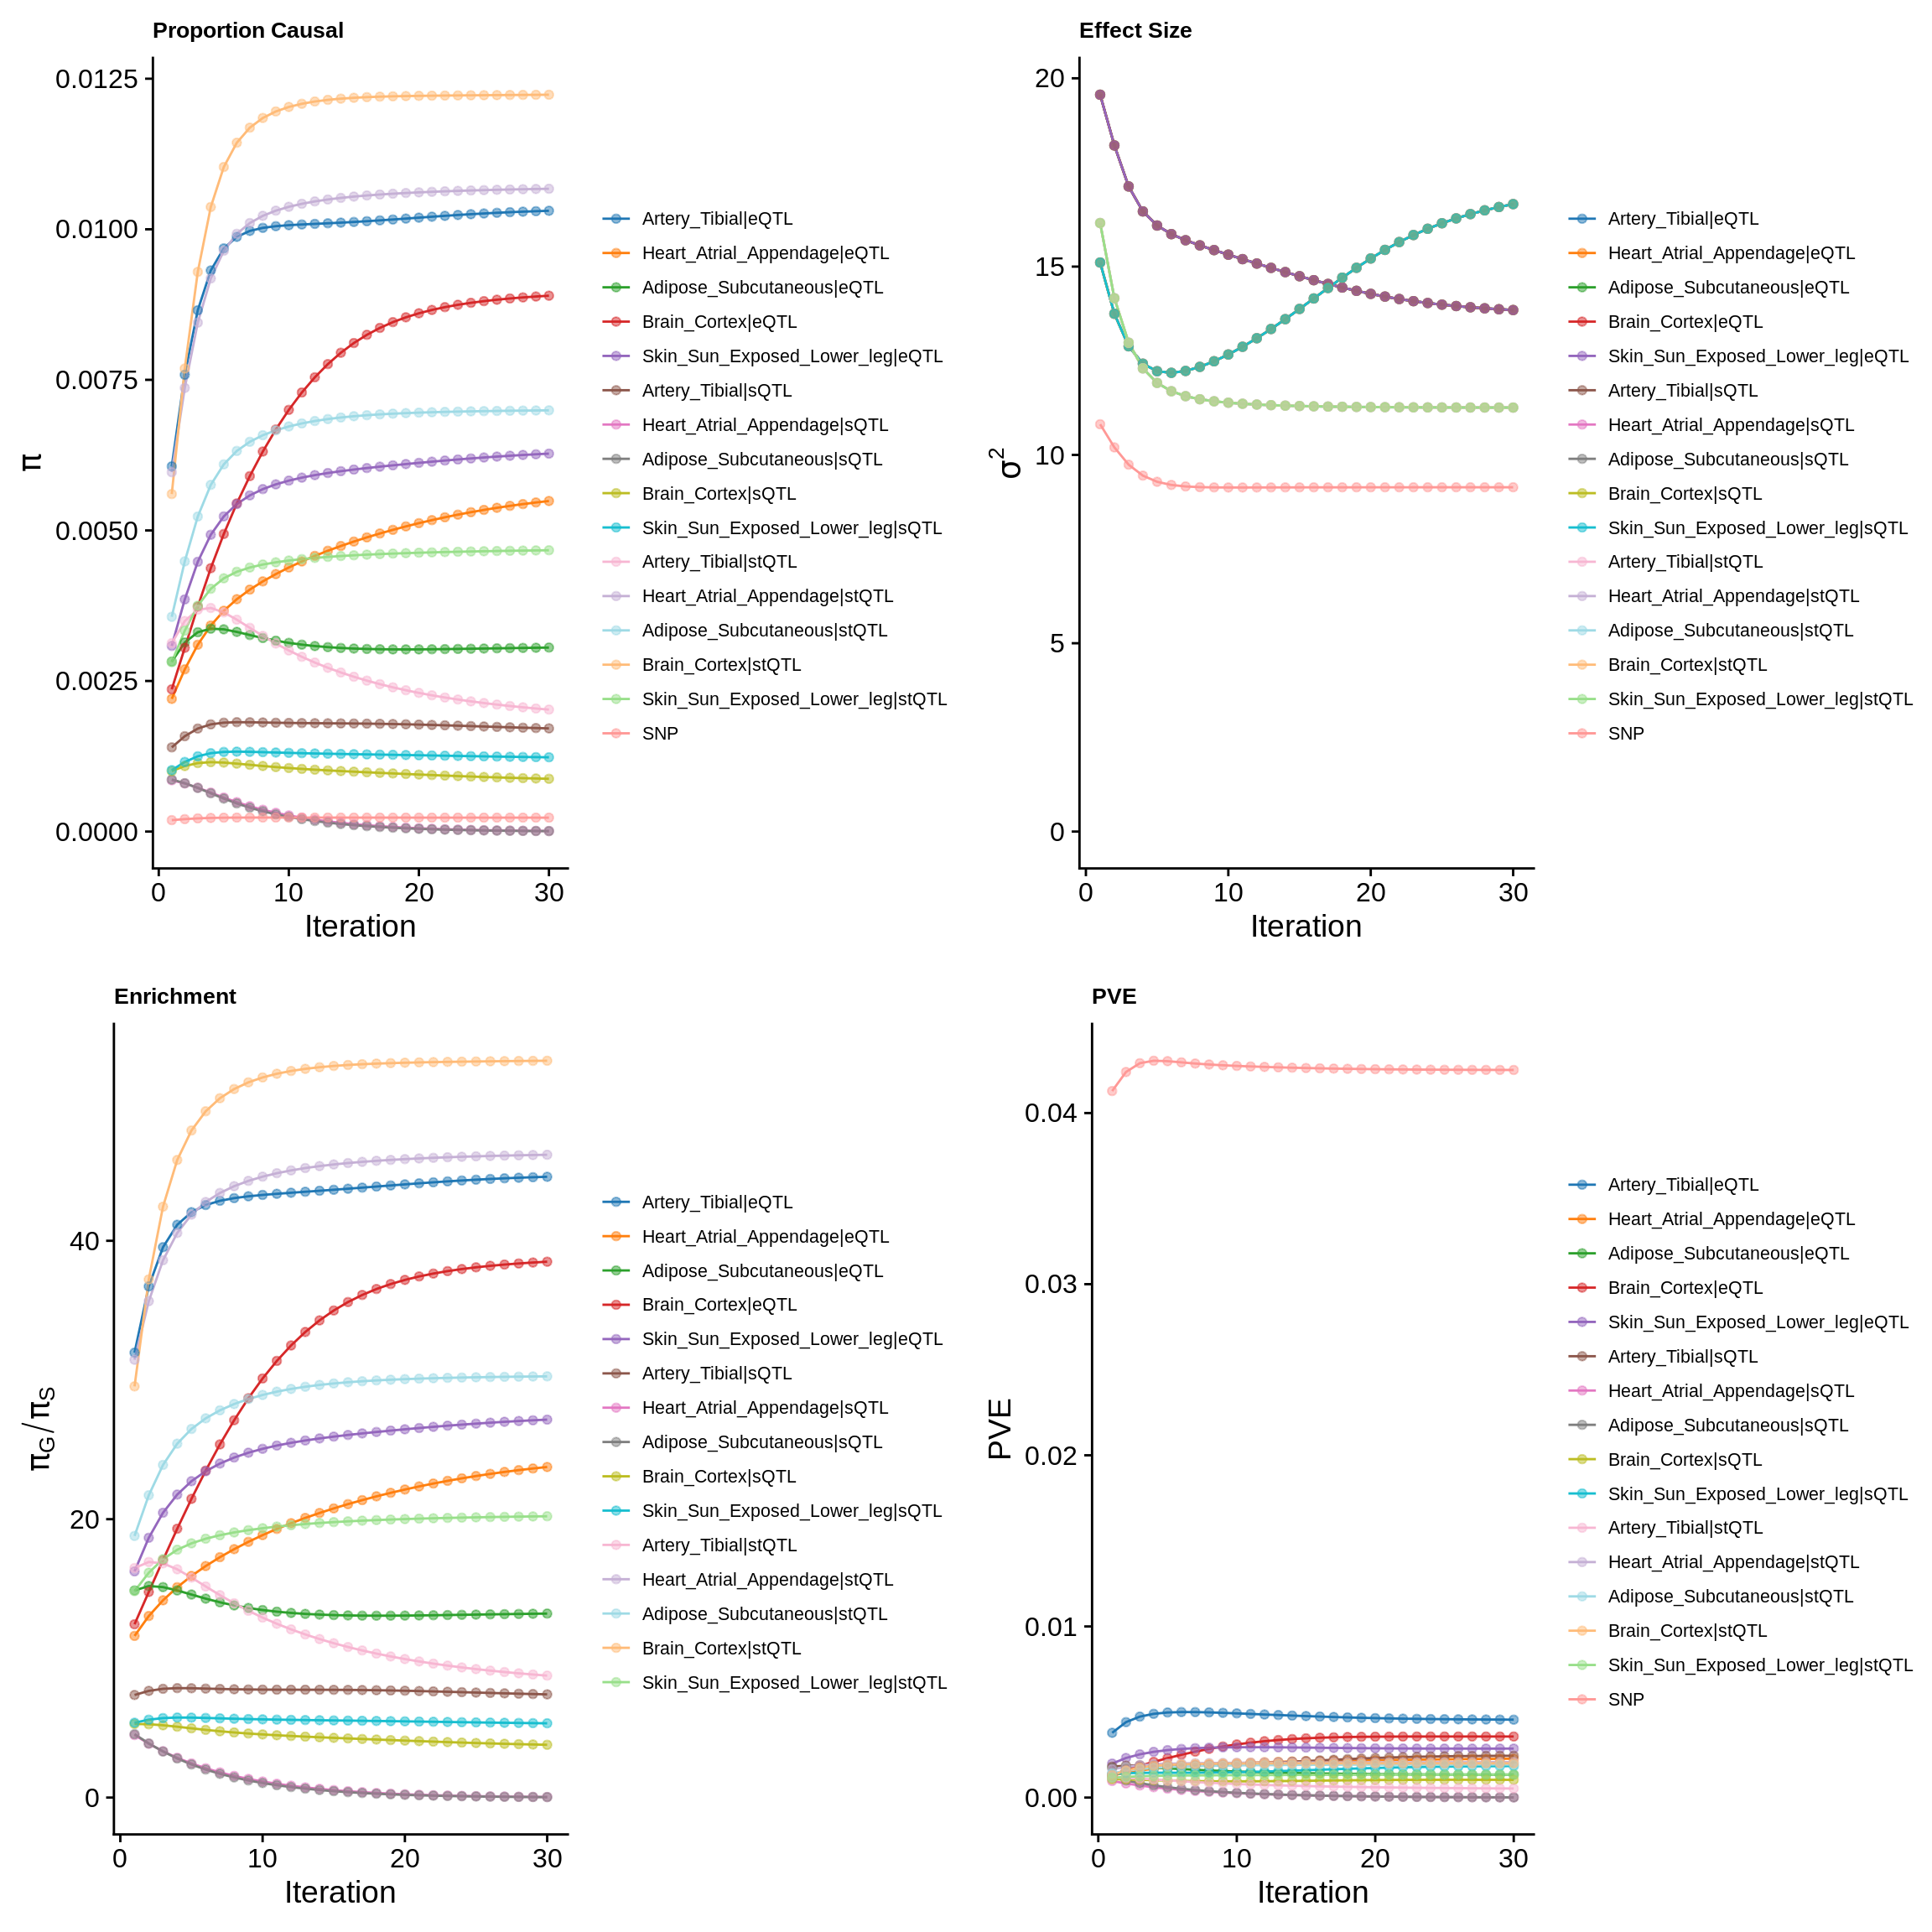 Proportion Causal
0.0125
0.0100
0.0075
0.0050
0.0025
0.0000
π
0 10 20 30
Iteration
Artery_Tibial|eQTL
Heart_Atrial_Appendage|eQTL
Adipose_Subcutaneous|eQTL
Brain_Cortex|eQTL
Skin_Sun_Exposed_Lower_leg|eQTL
Artery_Tibial|sQTL
Heart_Atrial_Appendage|sQTL
Adipose_Subcutaneous|sQTL
Brain_Cortex|sQTL
Skin_Sun_Exposed_Lower_leg|sQTL
Artery_Tibial|stQTL
Heart_Atrial_Appendage|stQTL
Adipose_Subcutaneous|stQTL
Brain_Cortex|stQTL
Skin_Sun_Exposed_Lower_leg|stQTL
SNP
Effect Size
20
15
10
5
0
σ²
0 10 20 30
Iteration
Artery_Tibial|eQTL
Heart_Atrial_Appendage|eQTL
Adipose_Subcutaneous|eQTL
Brain_Cortex|eQTL
Skin_Sun_Exposed_Lower_leg|eQTL
Artery_Tibial|sQTL
Heart_Atrial_Appendage|sQTL
Adipose_Subcutaneous|sQTL
Brain_Cortex|sQTL
Skin_Sun_Exposed_Lower_leg|sQTL
Artery_Tibial|stQTL
Heart_Atrial_Appendage|stQTL
Adipose_Subcutaneous|stQTL
Brain_Cortex|stQTL
Skin_Sun_Exposed_Lower_leg|stQTL
SNP
Enrichment
40
20
0
π_G/π_S
0 10 20 30
Iteration
Artery_Tibial|eQTL
Heart_Atrial_Appendage|eQTL
Adipose_Subcutaneous|eQTL
Brain_Cortex|eQTL
Skin_Sun_Exposed_Lower_leg|eQTL
Artery_Tibial|sQTL
Heart_Atrial_Appendage|sQTL
Adipose_Subcutaneous|sQTL
Brain_Cortex|sQTL
Skin_Sun_Exposed_Lower_leg|sQTL
Artery_Tibial|stQTL
Heart_Atrial_Appendage|stQTL
Adipose_Subcutaneous|stQTL
Brain_Cortex|stQTL
Skin_Sun_Exposed_Lower_leg|stQTL
PVE
0.04
0.03
0.02
0.01
0.00
PVE
0 10 20 30
Iteration
Artery_Tibial|eQTL
Heart_Atrial_Appendage|eQTL
Adipose_Subcutaneous|eQTL
Brain_Cortex|eQTL
Skin_Sun_Exposed_Lower_leg|eQTL
Artery_Tibial|sQTL
Heart_Atrial_Appendage|sQTL
Adipose_Subcutaneous|sQTL
Brain_Cortex|sQTL
Skin_Sun_Exposed_Lower_leg|sQTL
Artery_Tibial|stQTL
Heart_Atrial_Appendage|stQTL
Adipose_Subcutaneous|stQTL
Brain_Cortex|stQTL
Skin_Sun_Exposed_Lower_leg|stQTL
SNP